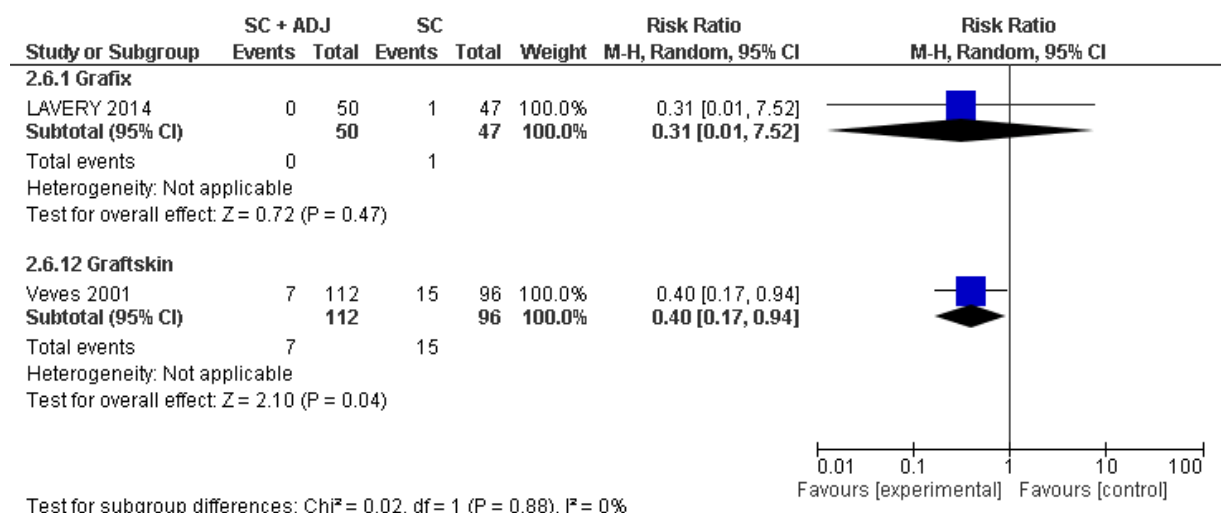 SC + ADJ SC Risk Ratio Risk Ratio
Study or Subgroup Events Total Events Total Weight M-H, Random, 95% CI M-H, Random, 95% CI
2.6.1 Grafix
LAVERY 2014 0 50 1 47 100.0% 0.31 [0.01, 7.52]
Subtotal (95% CI) 50 47 100.0% 0.31 [0.01, 7.52]
Total events 0 1
Heterogeneity: Not applicable
Test for overall effect: Z = 0.72 (P = 0.47)
2.6.12 Graftskin
Veves 2001 7 112 15 96 100.0% 0.40 [0.17, 0.94]
Subtotal (95% CI) 112 96 100.0% 0.40 [0.17, 0.94]
Total events 7 15
Heterogeneity: Not applicable
Test for overall effect: Z = 2.10 (P = 0.04)
0.01 0.1 1 10 100
Favours [experimental] Favours [control]
Test for subgroup differences: Chi² = 0.02, df = 1 (P = 0.88), I² = 0%